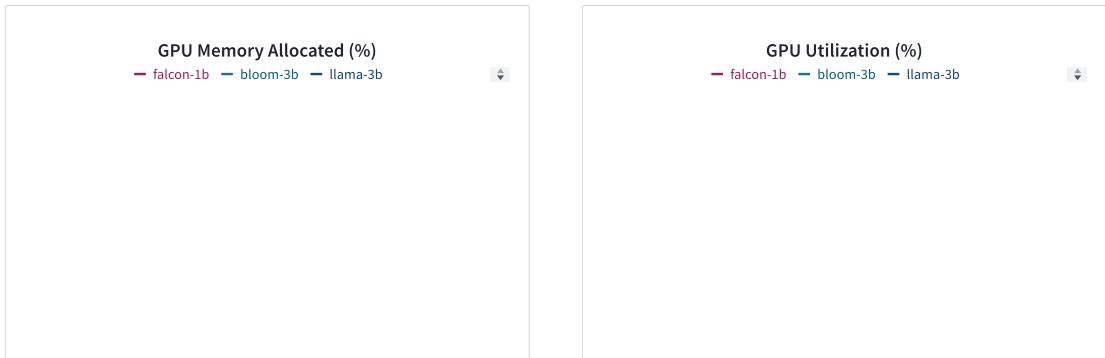 GPU Memory Allocated (%)
falcon-1b bloom-3b llama-3b
GPU Utilization (%)
falcon-1b bloom-3b llama-3b